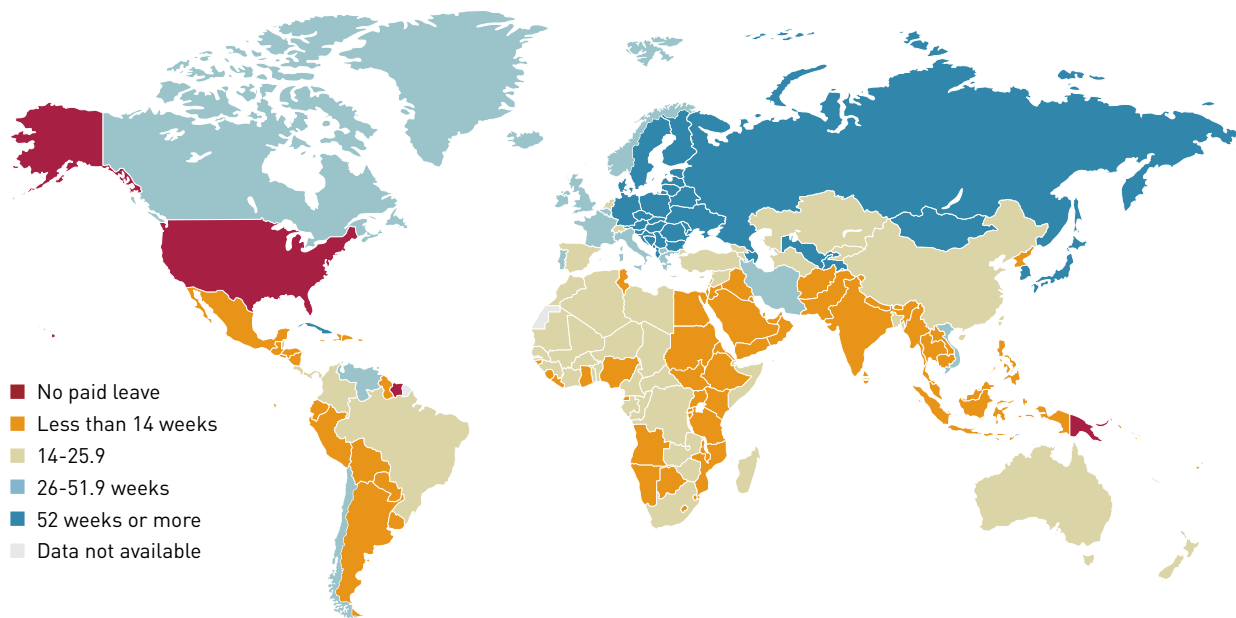 No paid leave
Less than 14 weeks
14-25.9
26-51.9 weeks
52 weeks or more
Data not available